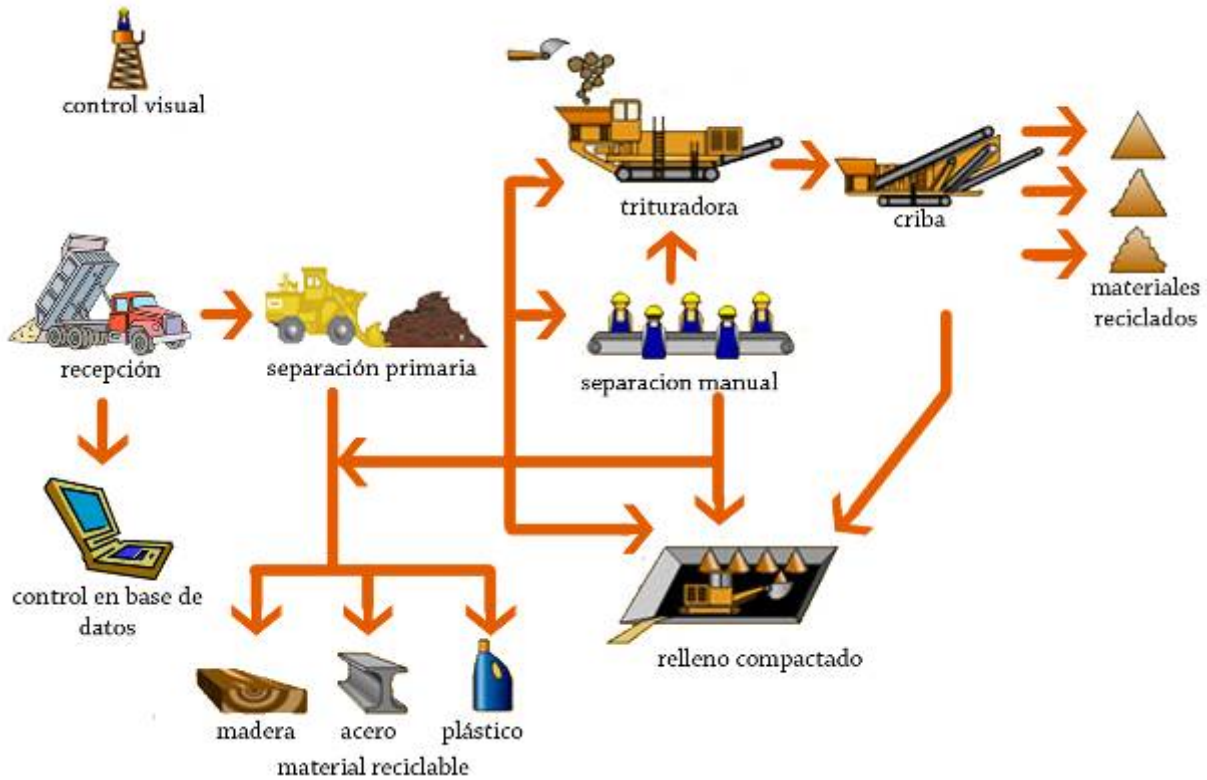 control visual
trituradora
criba
materiales
reciclados
recepción
separación primaria
separacion manual
control en base de
datos
relleno compactado
madera
acero
plástico
material reciclable